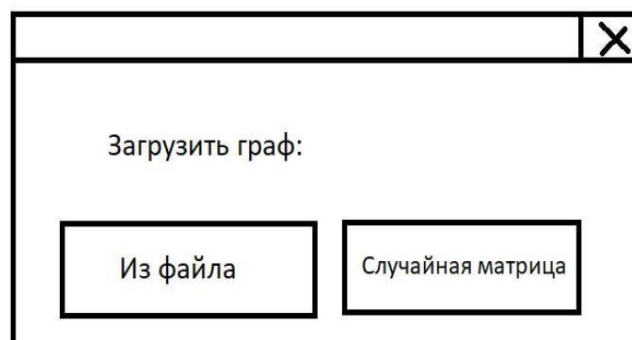 Загрузить граф:
Из файла
Случайная матрица